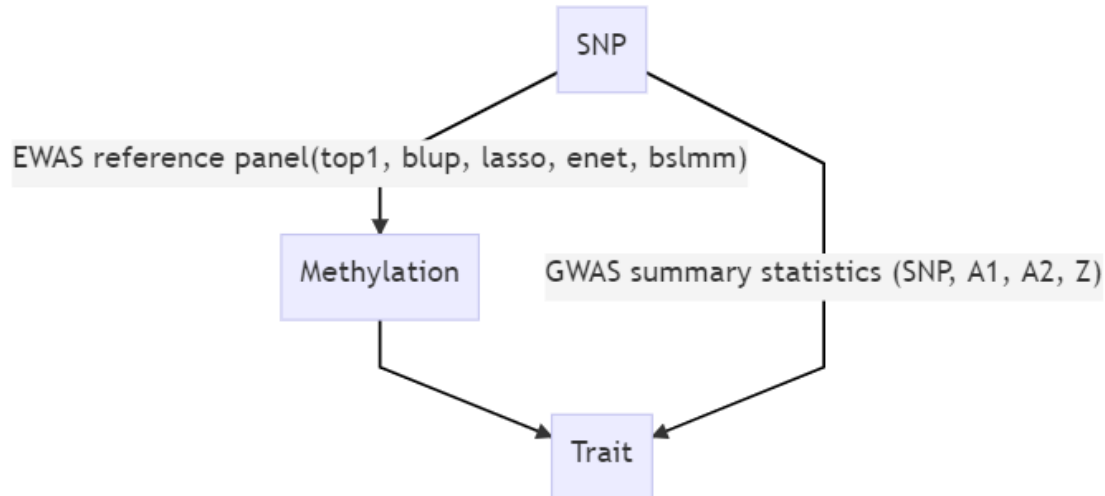 SNP
EWAS reference panel(top1, blup, lasso, enet, bslmm)
Methylation
GWAS summary statistics (SNP, A1, A2, Z)
Trait